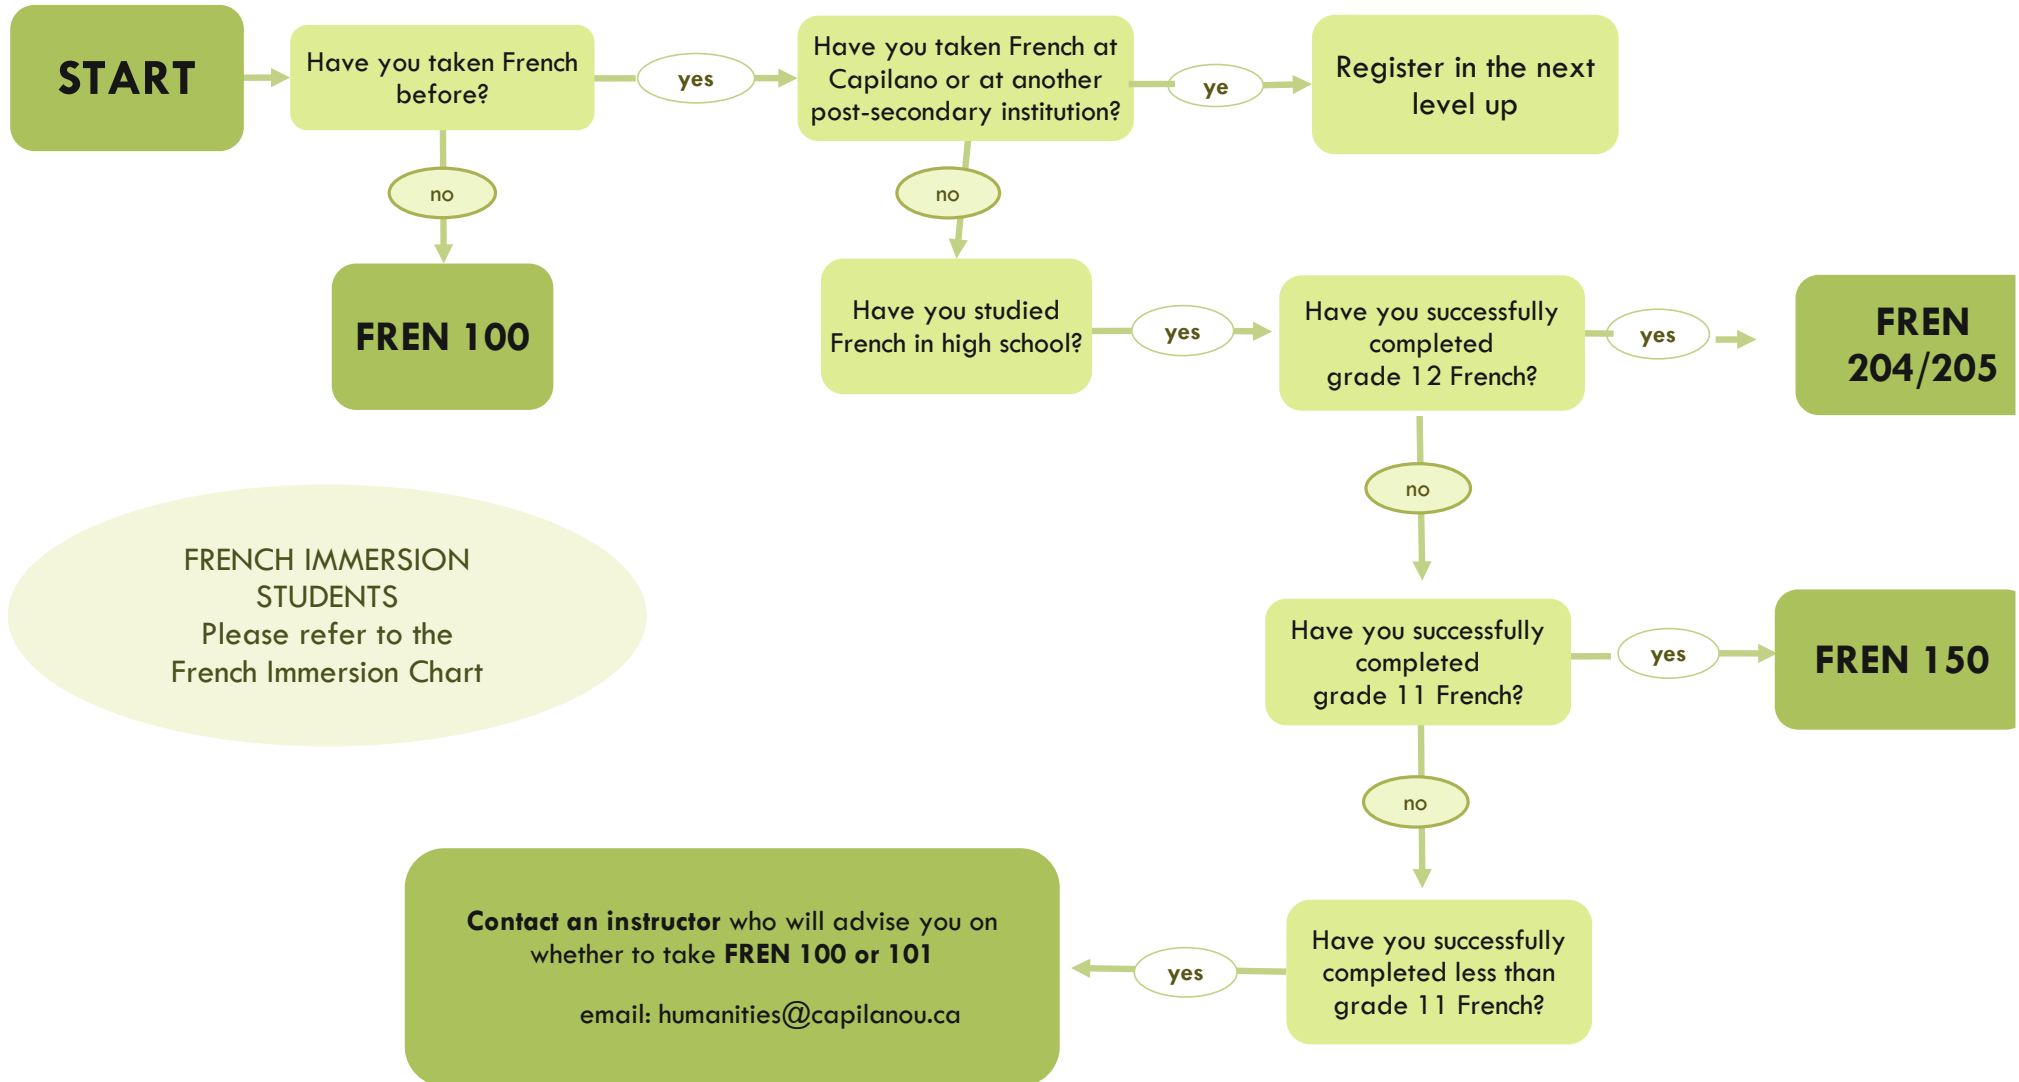 START
Have you taken French
before?
yes
Have you taken French at
Capilano or at another
post-secondary institution?
ye
Register in the next
level up
no
no
FREN 100
Have you studied
French in high school?
yes
Have you successfully
completed
grade 12 French?
yes
FREN
204/205
no
FRENCH IMMERSION
STUDENTS
Please refer to the
French Immersion Chart
Have you successfully
completed
grade 11 French?
yes
FREN 150
no
Have you successfully
completed less than
grade 11 French?
yes
Contact an instructor who will advise you on
whether to take FREN 100 or 101
email: humanities@capilanou.ca